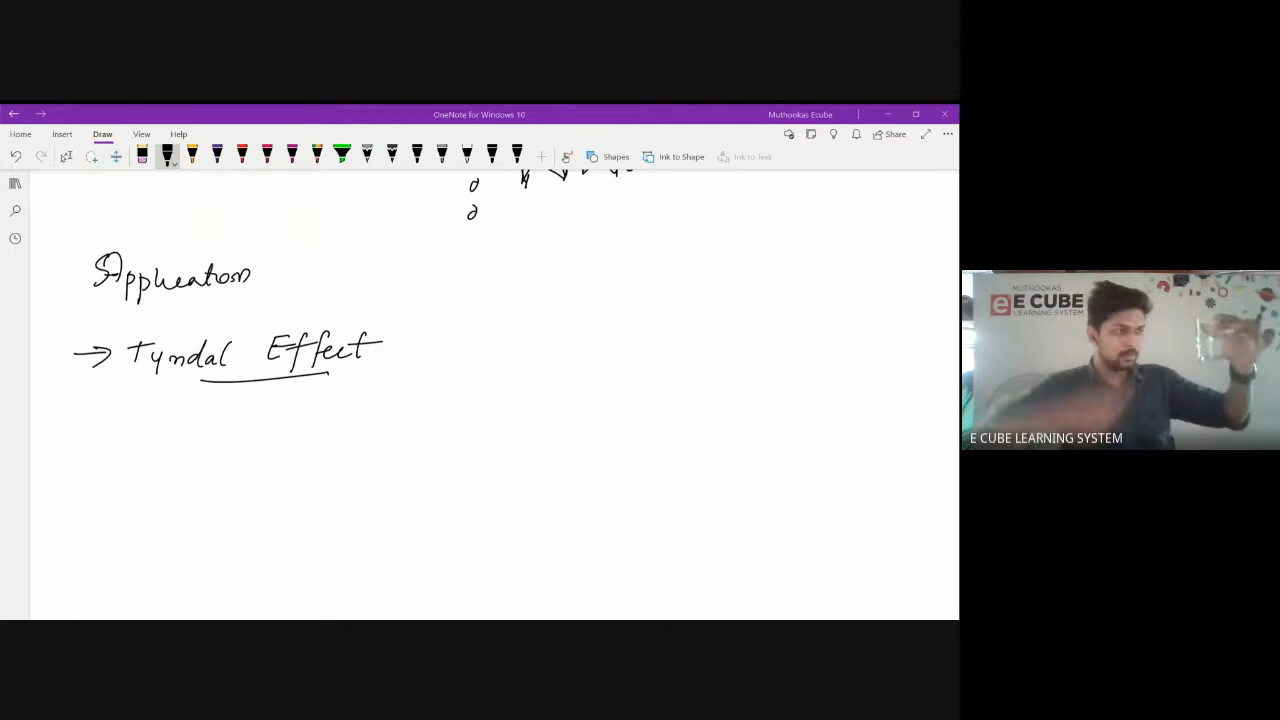 OneNote for Windows 10
Muthookas Ecube
Home Insert Draw View Help
Share
Shapes Ink to Shape Ink to Text
Application
→ Tyndal Effect
MUTHOOKAS
e E CUBE
LEARNING SYSTEM
E CUBE LEARNING SYSTEM